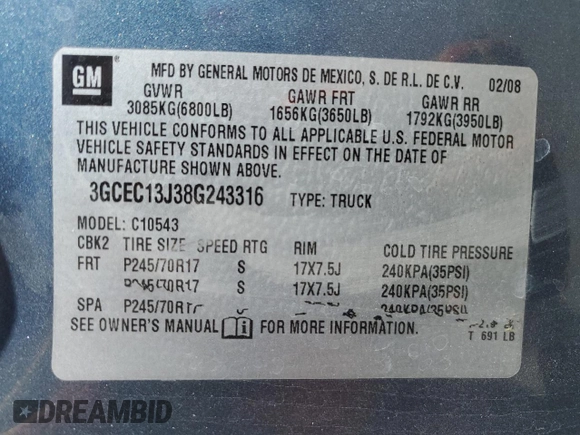 GM
MFD BY GENERAL MOTORS DE MEXICO, S. DE R.L. DE C.V. 02/08
GVWR GAWR FRT GAWR RR
3085KG(6800LB) 1656KG(3650LB) 1792KG(3950LB)
THIS VEHICLE CONFORMS TO ALL APPLICABLE U.S. FEDERAL MOTOR
VEHICLE SAFETY STANDARDS IN EFFECT ON THE DATE OF
MANUFACTURE SHOWN ABOVE.
3GCEC13J38G243316 TYPE: TRUCK
MODEL: C10543
CBK2 TIRE SIZE SPEED RTG RIM COLD TIRE PRESSURE
FRT P245/70R17 S 17X7.5J 240KPA(35PSI)
S 17X7.5J 240KPA(35PSI)
SPA
SEE OWNER'S MANUAL i FOR MORE INFORMATION.
T 691 LB
DREAMBID